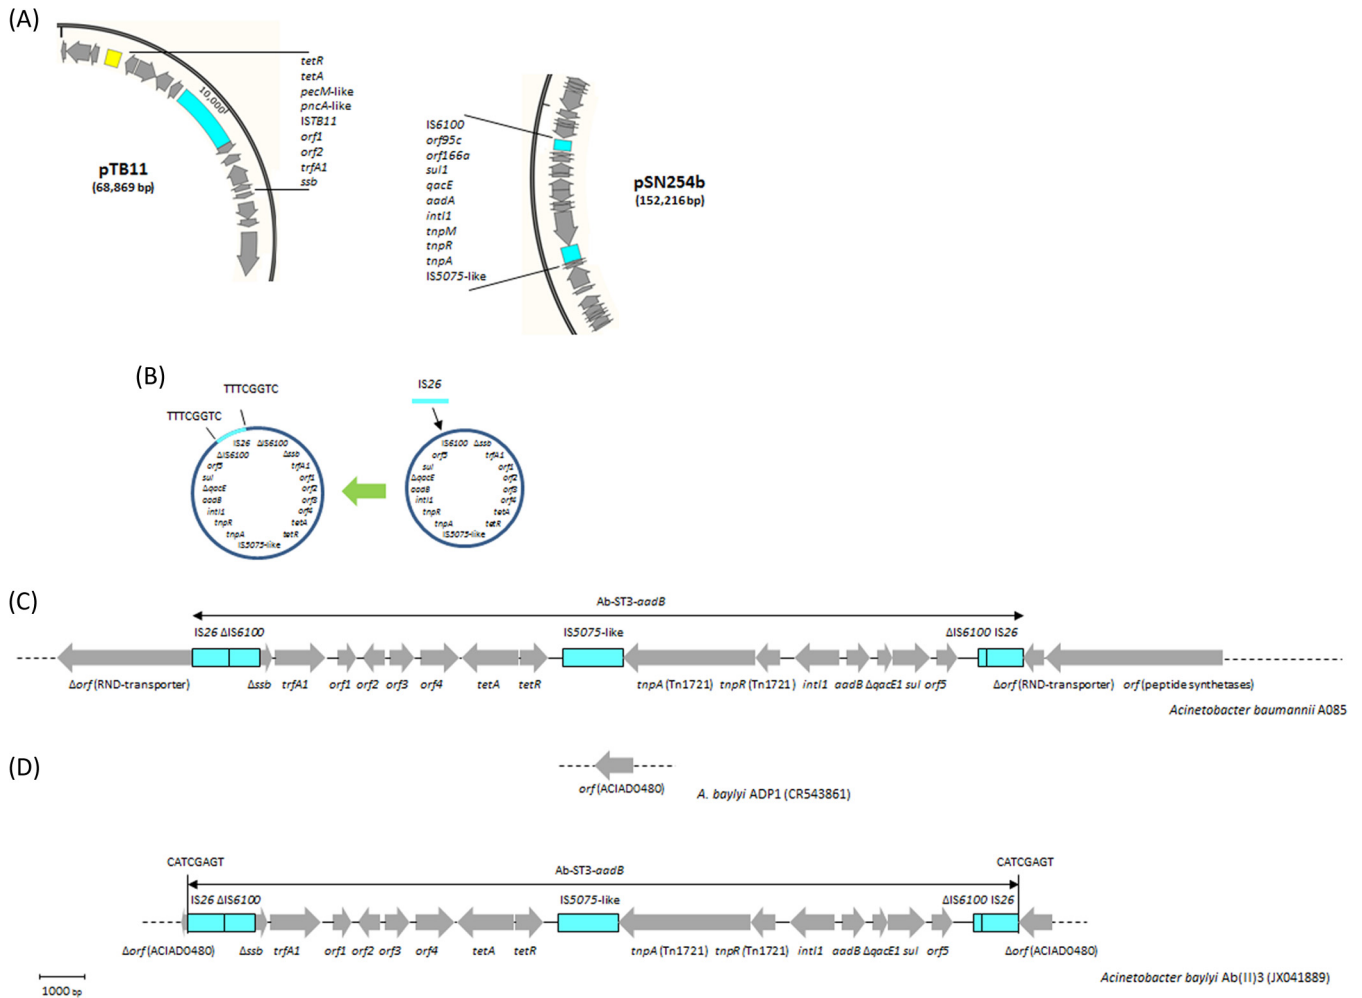 (A)
10,000
tetR
tetA
pecM-like
pncA-like
ISTB11
orf1
orf2
trfA1
ssb
pTB11
(68,869 bp)
IS6100
orf95c
orf166a
sul1
qacE
aadA
intI1
tnpM
tnpR
tnpA
IS5075-like
pSN254b
(152,216 bp)
(B)
TTTCGGTC
TTTCGGTC
IS26 ΔIS6100
ΔIS6100 Δssb
orf5 trfA1
sul orf1
ΔqacE orf2
aadB orf3
intI1 orf4
tnpR tetA
tnpA tetR
IS5075-like
IS26
IS6100 Δssb
orf5 trfA1
sul orf1
ΔqacE orf2
aadB orf3
intI1 orf4
tnpR tetA
tnpA tetR
IS5075-like
(C)
Ab-ST3-aadB
IS26 ΔIS6100 IS5075-like ΔIS6100 IS26
Δorf (RND-transporter) Δssb trfA1 orf1 orf2 orf3 orf4 tetA tetR tnpA (Tn1721) tnpR (Tn1721) intI1 aadB ΔqacE1 sul orf5 Δorf (RND-transporter) orf (peptide synthetases)
Acinetobacter baumannii A085
(D)
orf (ACIAD0480)
A. baylyi ADP1 (CR543861)
CATCGAGT CATCGAGT
Ab-ST3-aadB
IS26 ΔIS6100 IS5075-like ΔIS6100 IS26
Δorf (ACIAD0480) Δssb trfA1 orf1 orf2 orf3 orf4 tetA tetR tnpA (Tn1721) tnpR (Tn1721) intI1 aadB ΔqacE1 sul orf5 Δorf (ACIAD0480)
Acinetobacter baylyi Ab(II)3 (JX041889)
1000 bp